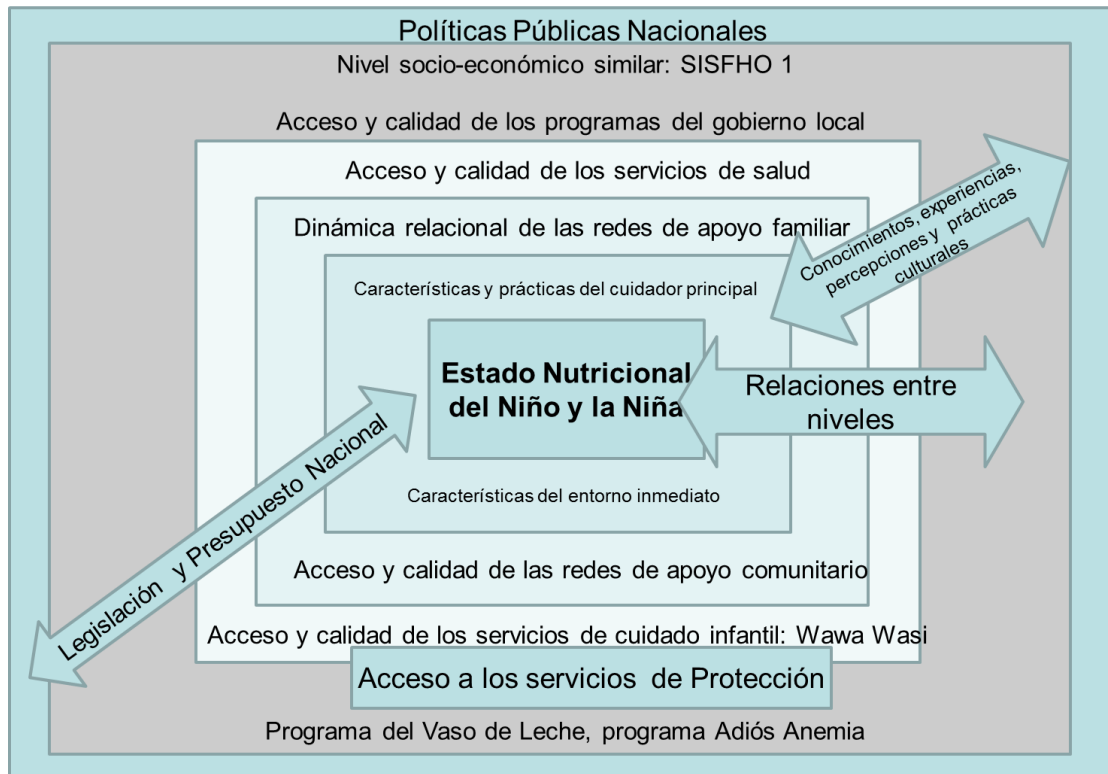 Políticas Públicas Nacionales
Nivel socio-económico similar: SISFHO 1
Acceso y calidad de los programas del gobierno local
Acceso y calidad de los servicios de salud
Dinámica relacional de las redes de apoyo familiar
Características y prácticas del cuidador principal
Estado Nutricional
del Niño y la Niña
Conocimientos, experiencias,
percepciones y prácticas
culturales
Relaciones entre
niveles
Legislación y Presupuesto Nacional
Características del entorno inmediato
Acceso y calidad de las redes de apoyo comunitario
Acceso y calidad de los servicios de cuidado infantil: Wawa Wasi
Acceso a los servicios de Protección
Programa del Vaso de Leche, programa Adiós Anemia